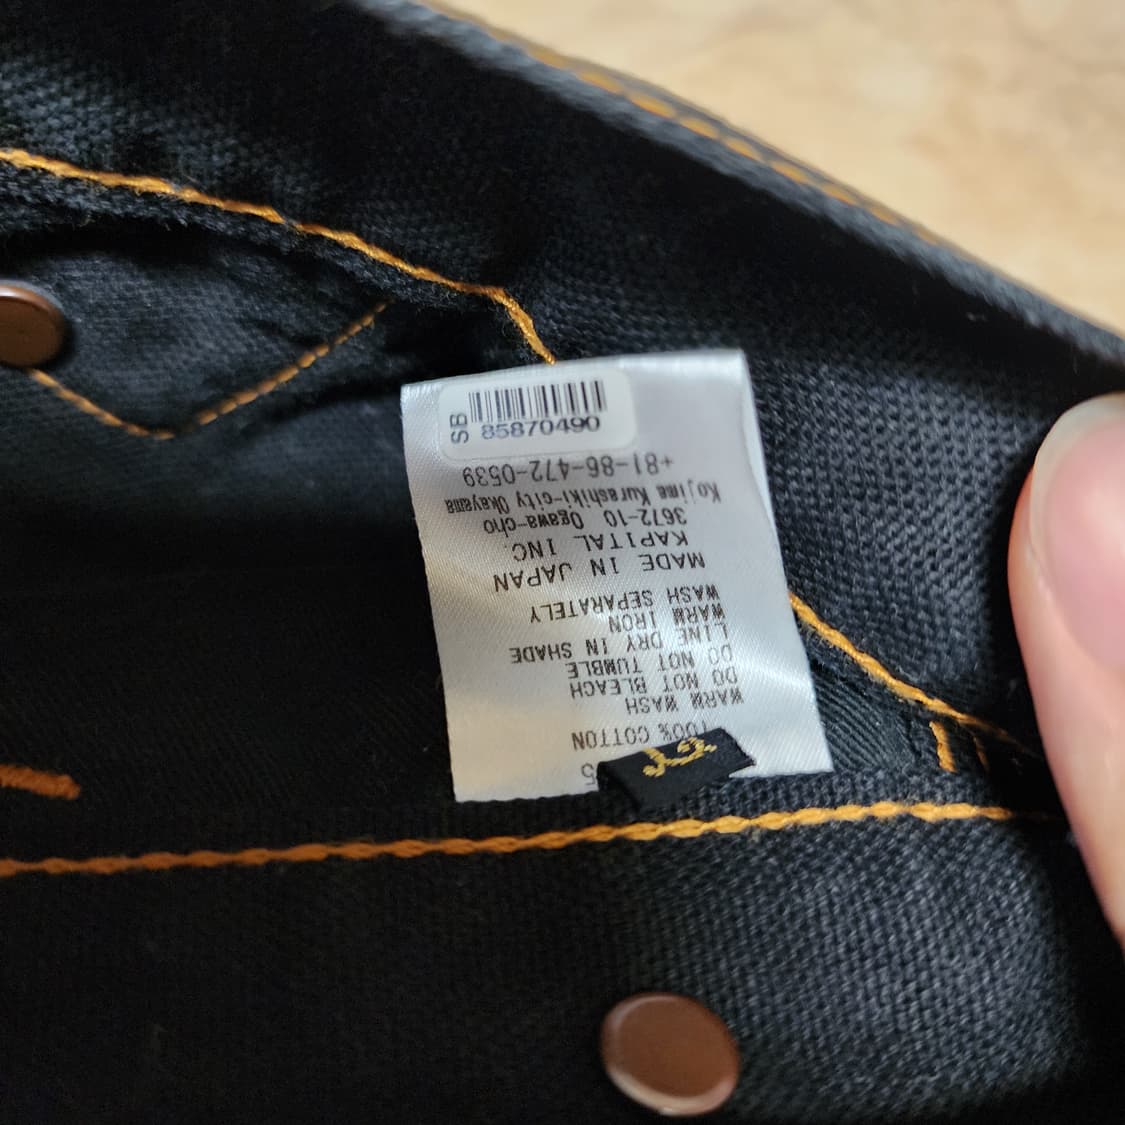 SB
85870490
100% COTTON
WARM WASH
DO NOT BLEACH
DO NOT TUMBLE
LINE DRY IN SHADE
WARM IRON
WASH SEPARATELY
MADE IN JAPAN
KAPITAL INC.
3672-10 Ogawa-cho
Kojima Kurashiki-city Okayama
+81-86-472-0539